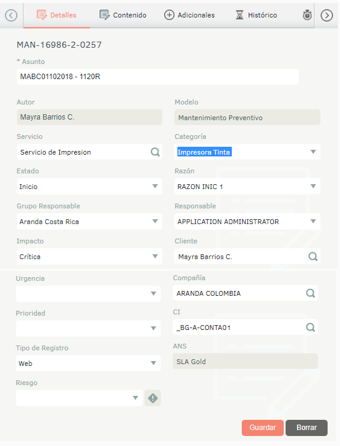 Detalles Contenido Adicionales Histórico
MAN-16986-2-0257
* Asunto
MABC01102018 - 1120R
Autor Modelo
Mayra Barrios C. Mantenimiento Preventivo
Servicio Categoría
Servicio de Impresion Impresora Tinta
Estado Razón
Inicio RAZON INIC 1
Grupo Responsable Responsable
Aranda Costa Rica APPLICATION ADMINISTRATOR
Impacto Cliente
Crítica Mayra Barrios C.
Urgencia Compañía
ARANDA COLOMBIA
Prioridad CI
_BG-A-CONTA01
Tipo de Registro ANS
Web SLA Gold
Riesgo
Guardar Borrar